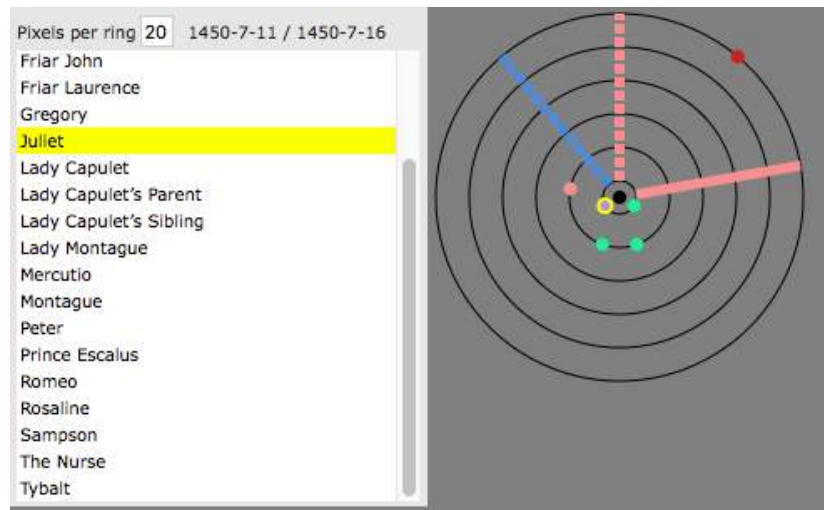 Pixels per ring 20 1450-7-11 / 1450-7-16
Friar John
Friar Laurence
Gregory
Juliet
Lady Capulet
Lady Capulet’s Parent
Lady Capulet’s Sibling
Lady Montague
Mercutio
Montague
Peter
Prince Escalus
Romeo
Rosaline
Sampson
The Nurse
Tybalt